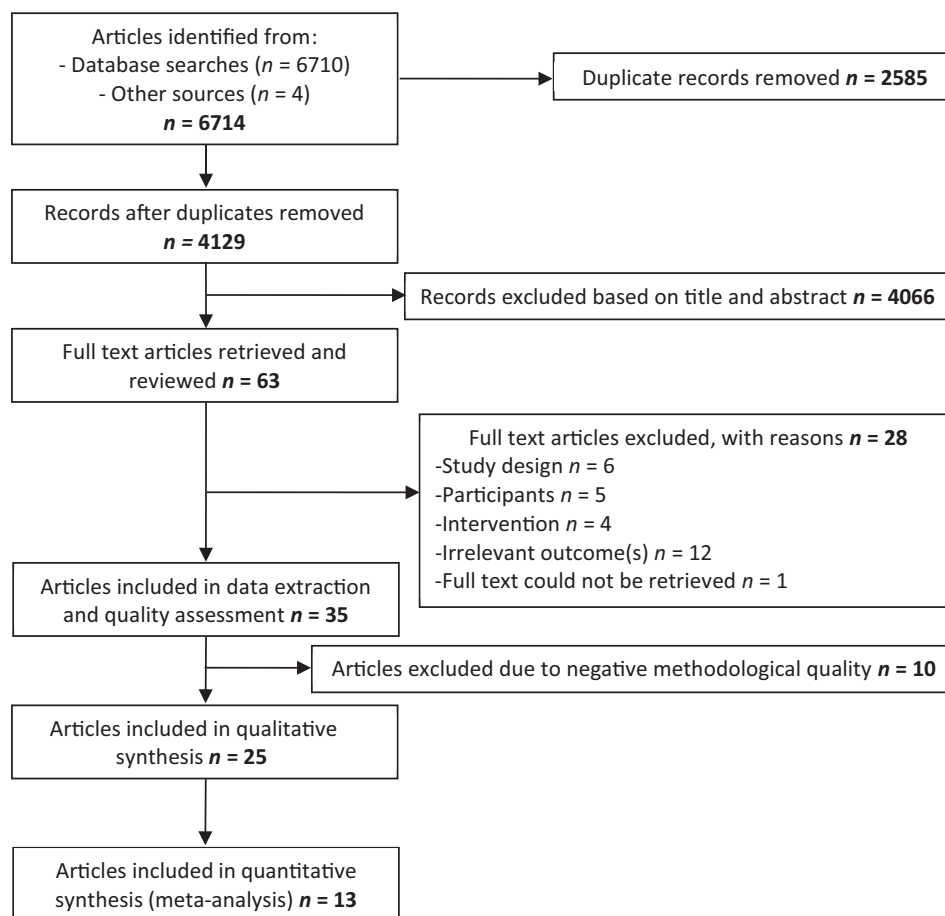 Articles identified from:
- Database searches (n = 6710)
- Other sources (n = 4)
n = 6714
Duplicate records removed n = 2585
Records after duplicates removed
n = 4129
Records excluded based on title and abstract n = 4066
Full text articles retrieved and
reviewed n = 63
Full text articles excluded, with reasons n = 28
-Study design n = 6
-Participants n = 5
-Intervention n = 4
-Irrelevant outcome(s) n = 12
-Full text could not be retrieved n = 1
Articles included in data extraction
and quality assessment n = 35
Articles excluded due to negative methodological quality n = 10
Articles included in qualitative
synthesis n = 25
Articles included in quantitative
synthesis (meta-analysis) n = 13